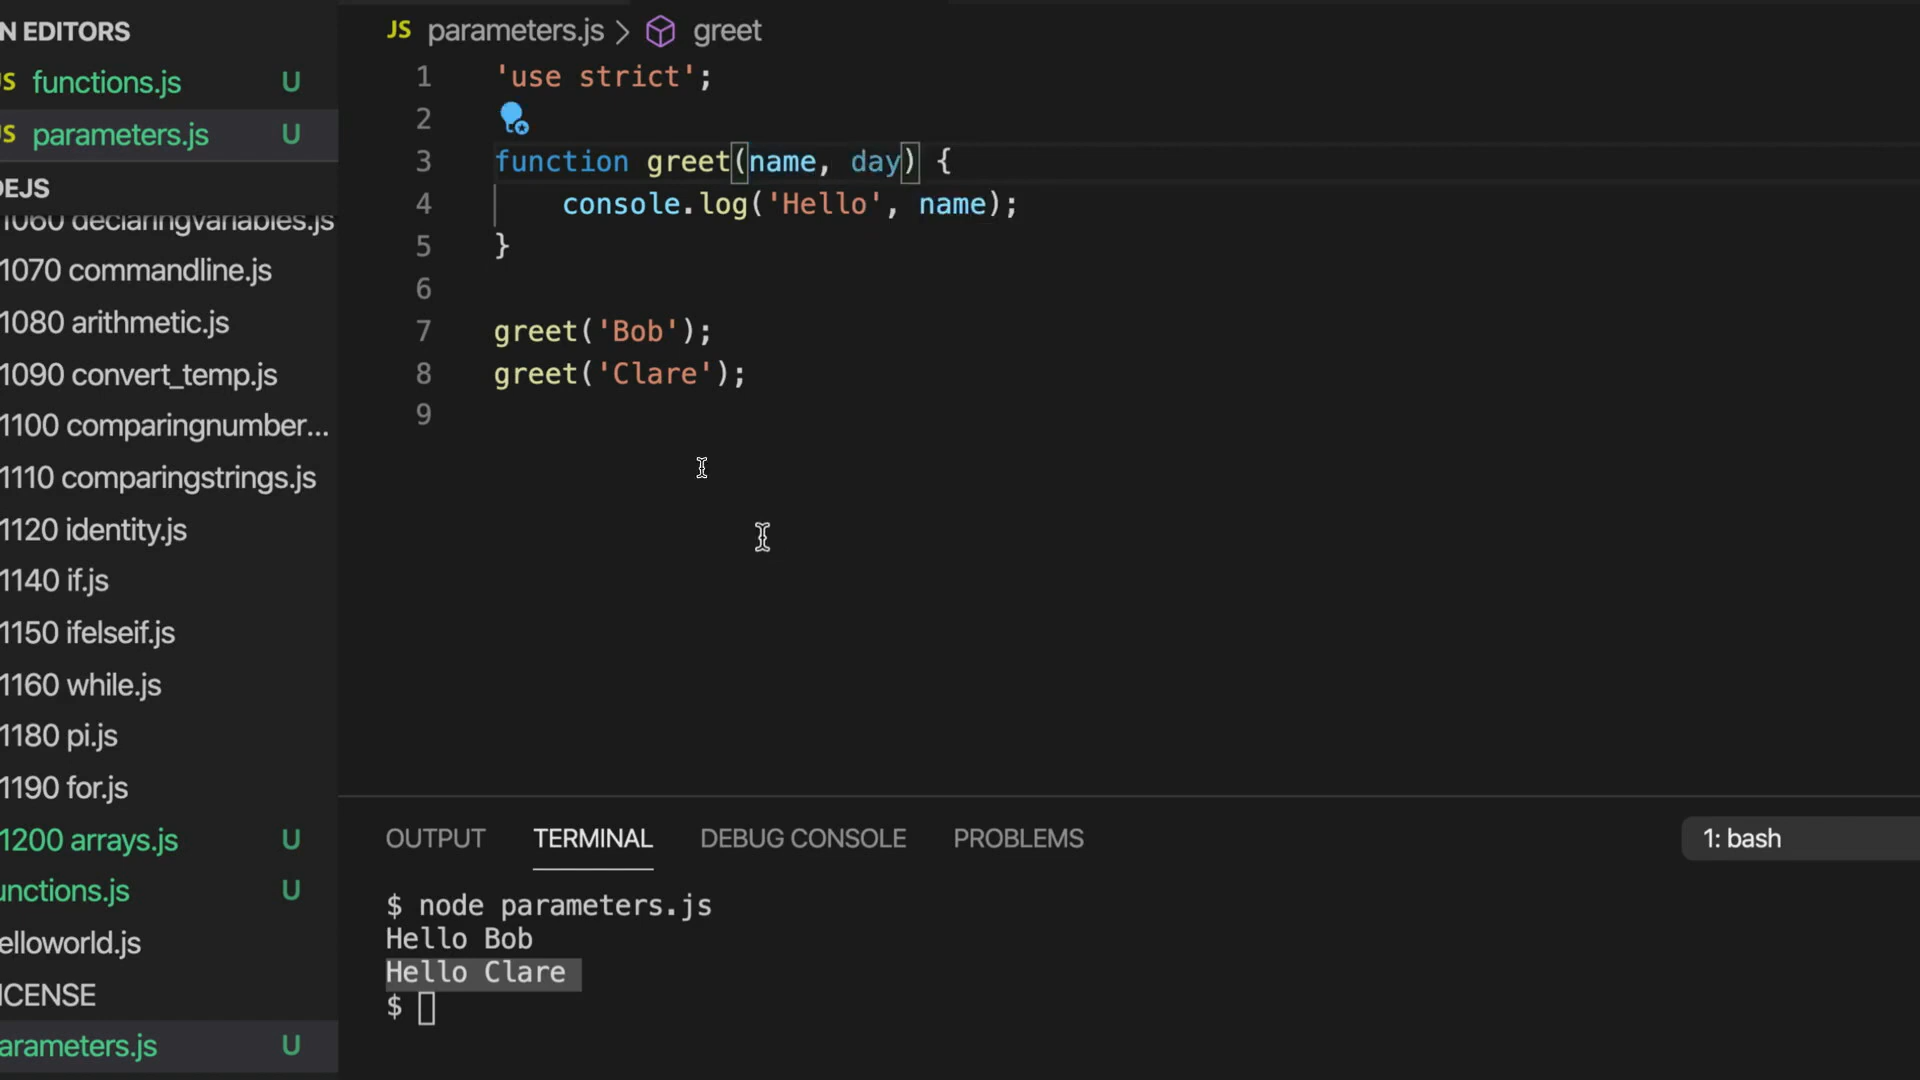 N EDITORS
JS functions.js U
JS parameters.js U
DEJS
1060 declaringvariables.js
1070 commandline.js
1080 arithmetic.js
1090 convert_temp.js
1100 comparingnumber...
1110 comparingstrings.js
1120 identity.js
1140 if.js
1150 ifelseif.js
1160 while.js
1180 pi.js
1190 for.js
1200 arrays.js U
unctions.js U
elloworld.js
ICENSE
arameters.js U
JS parameters.js > greet
1 'use strict';
2
3 function greet(name, day) {
4 console.log('Hello', name);
5 }
6
7 greet('Bob');
8 greet('Clare');
9
OUTPUT TERMINAL DEBUG CONSOLE PROBLEMS 1: bash
$ node parameters.js
Hello Bob
Hello Clare
$